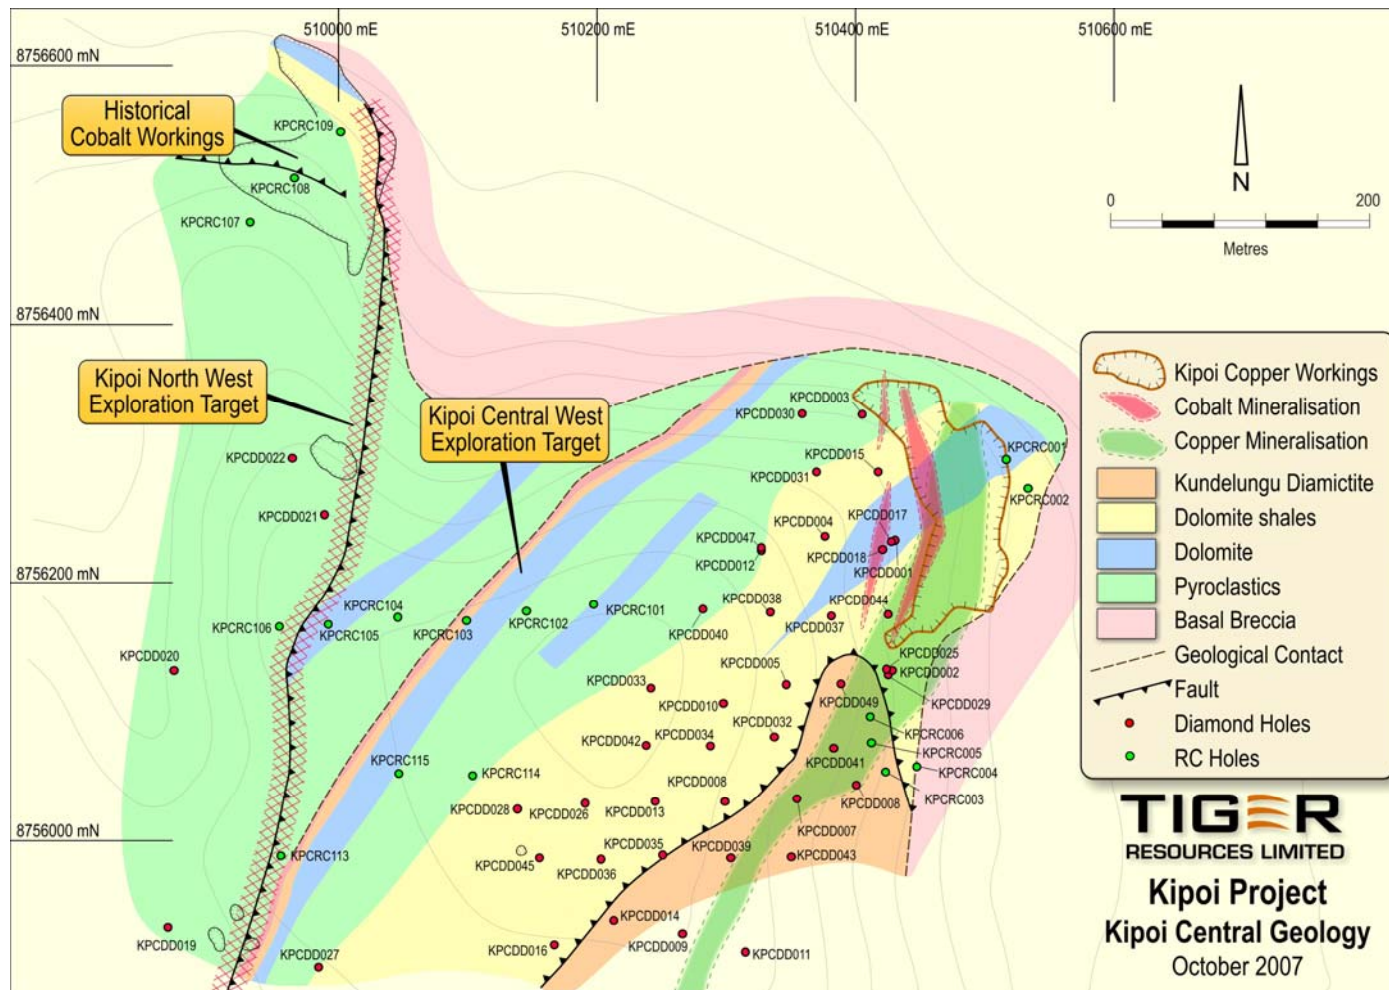 510000 mE
510200 mE
510400 mE
510600 mE
8756600 mN
Historical
Cobalt Workings
KPCRC109
KPCRC108
KPCRC107
N
0
200
Metres
8756400 mN
Kipoi North West
Exploration Target
Kipoi Central West
Exploration Target
KPCDD003
KPCDD030
KPCDD015
KPCDD031
KPCRC001
KPCRC002
KPCDD022
KPCDD021
KPCDD017
KPCDD004
KPCDD047
KPCDD012
KPCDD018
KPCDD001
8756200 mN
KPCRC104
KPCRC101
KPCDD038
KPCDD044
KPCRC106
KPCRC105
KPCRC103
KPCRC102
KPCDD040
KPCDD037
KPCDD020
KPCDD005
KPCDD025
KPCDD002
KPCDD033
KPCDD010
KPCDD049
KPCDD029
KPCDD032
KPCRC006
KPCDD042
KPCDD034
KPCRC005
KPCDD041
KPCRC004
KPCRC115
KPCRC114
KPCDD008
KPCDD008
KPCRC003
KPCDD028
KPCDD026
KPCDD013
KPCDD007
8756000 mN
KPCRC113
KPCDD045
KPCDD036
KPCDD035
KPCDD039
KPCDD043
KPCDD014
KPCDD019
KPCDD027
KPCDD016
KPCDD009
KPCDD011
Kipoi Copper Workings
Cobalt Mineralisation
Copper Mineralisation
Kundelungu Diamictite
Dolomite shales
Dolomite
Pyroclastics
Basal Breccia
Geological Contact
Fault
Diamond Holes
RC Holes
TIGER
RESOURCES LIMITED
Kipoi Project
Kipoi Central Geology
October 2007